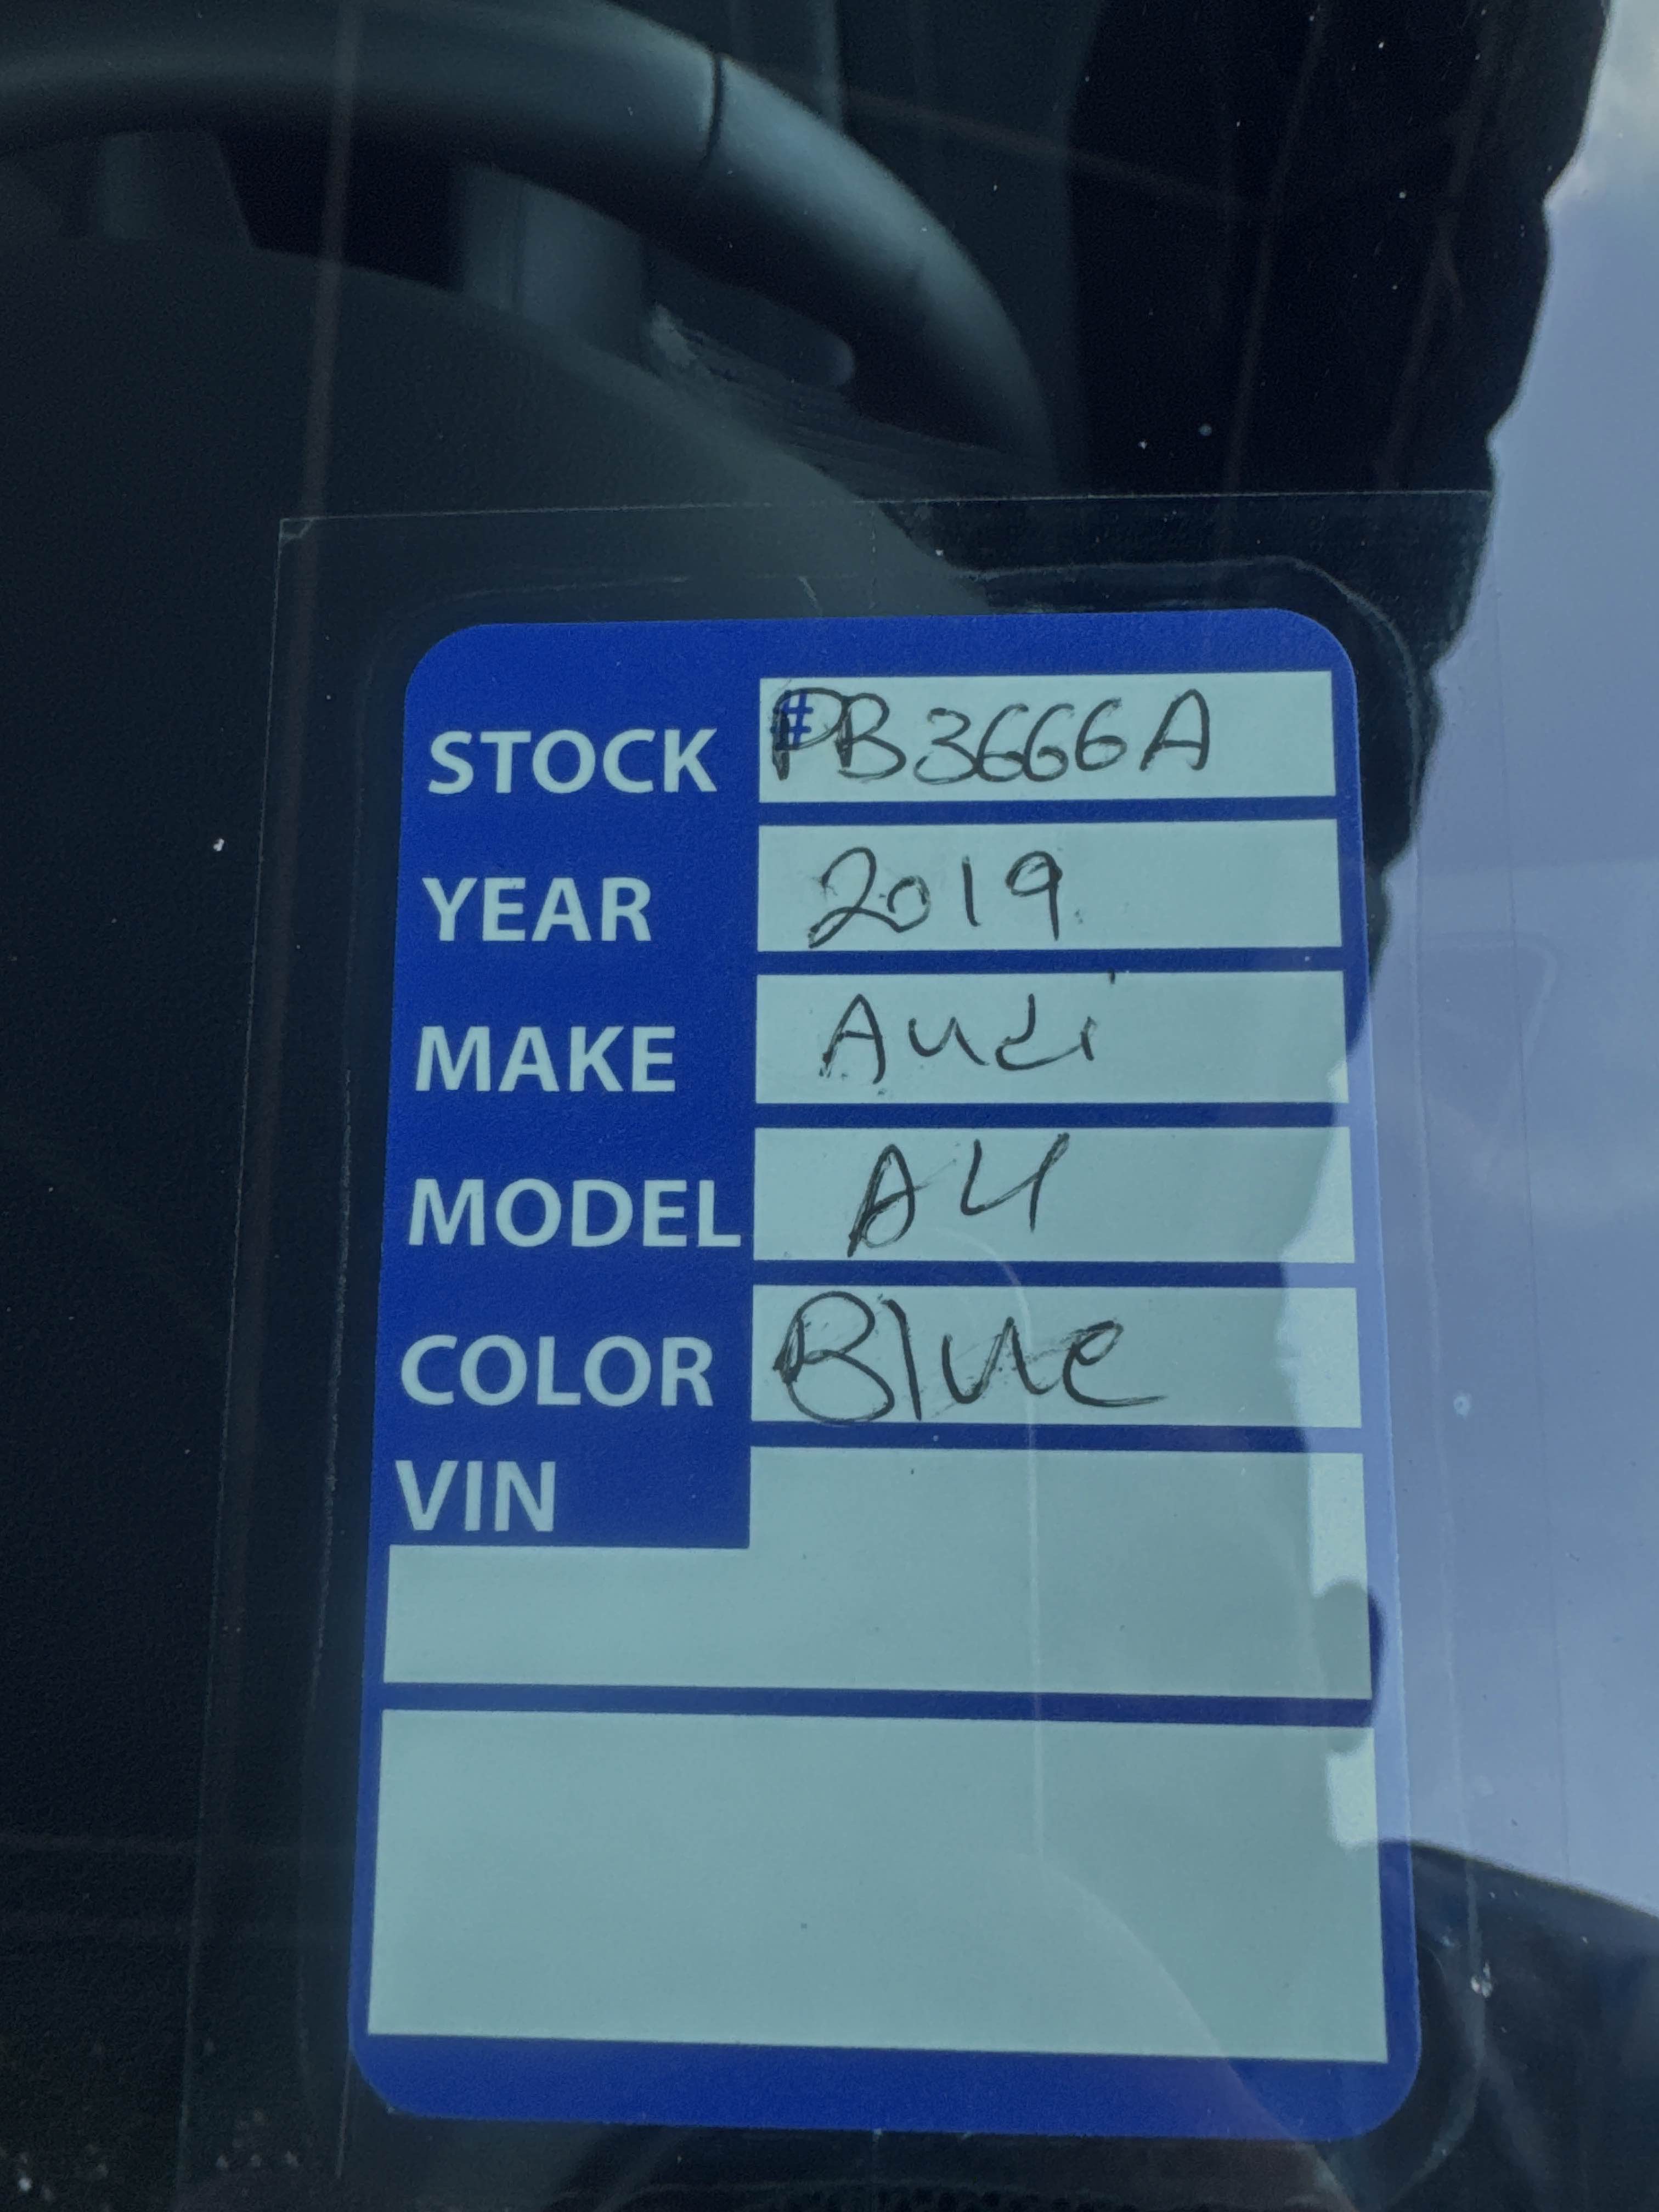 STOCK #PB3666A
YEAR 2019
MAKE Audi
MODEL A4
COLOR Blue
VIN